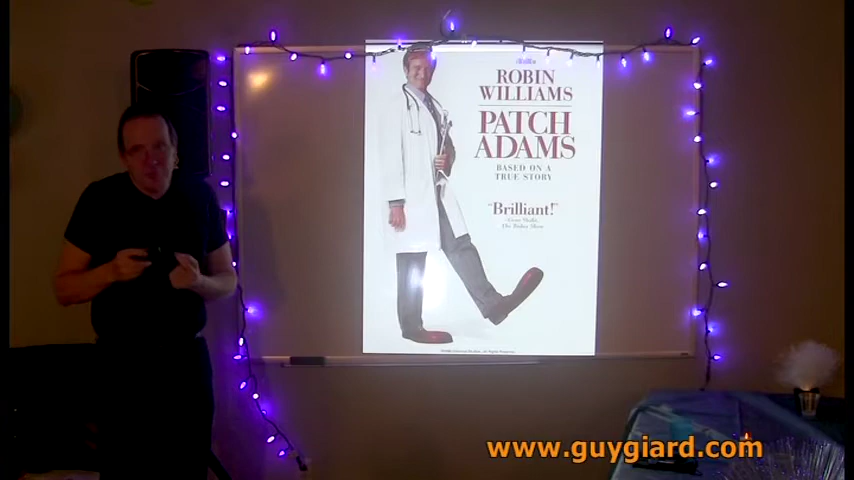 ROBIN
WILLIAMS
PATCH
ADAMS
BASED ON A
TRUE STORY
"Brilliant!"
www.guygiard.com